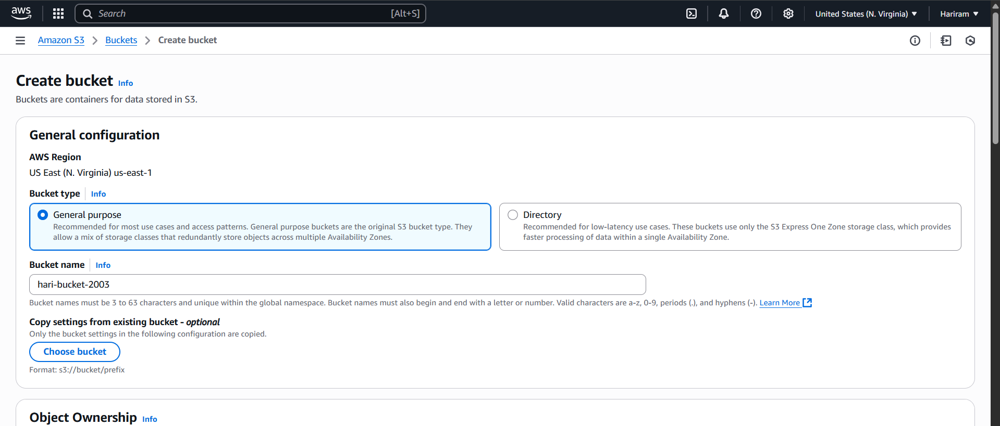 aws
Search [Alt+S]
United States (N. Virginia)
Hariram
Amazon S3 > Buckets > Create bucket
Create bucket Info
Buckets are containers for data stored in S3.
General configuration
AWS Region
US East (N. Virginia) us-east-1
Bucket type Info
General purpose
Recommended for most use cases and access patterns. General purpose buckets are the original S3 bucket type. They
allow a mix of storage classes that redundantly store objects across multiple Availability Zones.
Directory
Recommended for low-latency use cases. These buckets use only the S3 Express One Zone storage class, which provides
faster processing of data within a single Availability Zone.
Bucket name Info
hari-bucket-2003
Bucket names must be 3 to 63 characters and unique within the global namespace. Bucket names must also begin and end with a letter or number. Valid characters are a-z, 0-9, periods (.), and hyphens (-). Learn More
Copy settings from existing bucket - optional
Only the bucket settings in the following configuration are copied.
Choose bucket
Format: s3://bucket/prefix
Object Ownership Info